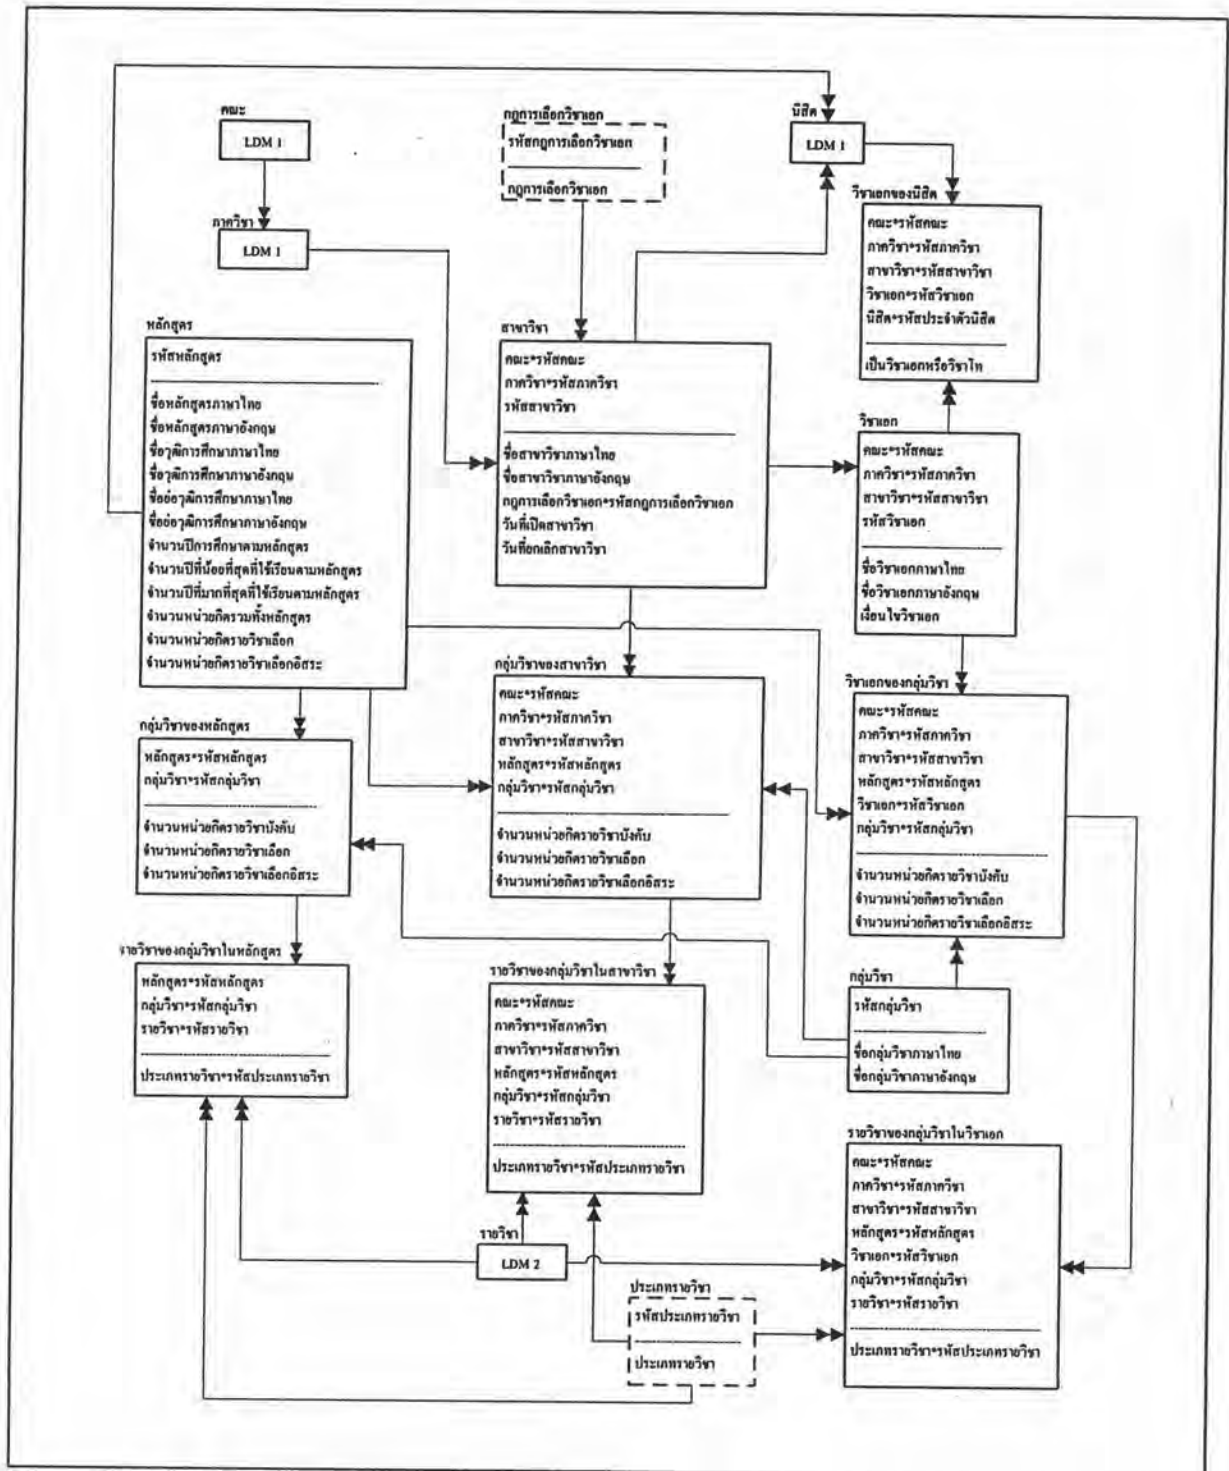 คณะ
LDM 1
ภาควิชา
LDM 1
กฎการเลือกวิชาเอก
รหัสกฎการเลือกวิชาเอก
กฎการเลือกวิชาเอก
นิสิต
LDM 1
วิชาเอกของนิสิต
คณะ*รหัสคณะ
ภาควิชา*รหัสภาควิชา
สาขาวิชา*รหัสสาขาวิชา
วิชาเอก*รหัสวิชาเอก
นิสิต*รหัสประจำตัวนิสิต
เป็นวิชาเอกหรือวิชาโท
หลักสูตร
รหัสหลักสูตร
ชื่อหลักสูตรภาษาไทย
ชื่อหลักสูตรภาษาอังกฤษ
ชื่อวุฒิการศึกษาภาษาไทย
ชื่อวุฒิการศึกษาภาษาอังกฤษ
ชื่อย่อวุฒิการศึกษาภาษาไทย
ชื่อย่อวุฒิการศึกษาภาษาอังกฤษ
จำนวนปีการศึกษาตามหลักสูตร
จำนวนปีที่น้อยที่สุดที่ใช้เรียนตามหลักสูตร
จำนวนปีที่มากที่สุดที่ใช้เรียนตามหลักสูตร
จำนวนหน่วยกิตรวมทั้งหลักสูตร
จำนวนหน่วยกิตรายวิชาเลือก
จำนวนหน่วยกิตรายวิชาเลือกอิสระ
สาขาวิชา
คณะ*รหัสคณะ
ภาควิชา*รหัสภาควิชา
รหัสสาขาวิชา
ชื่อสาขาวิชาภาษาไทย
ชื่อสาขาวิชาภาษาอังกฤษ
กฎการเลือกวิชาเอก*รหัสกฎการเลือกวิชาเอก
วันที่เปิดสาขาวิชา
วันที่ยกเลิกสาขาวิชา
วิชาเอก
คณะ*รหัสคณะ
ภาควิชา*รหัสภาควิชา
สาขาวิชา*รหัสสาขาวิชา
รหัสวิชาเอก
ชื่อวิชาเอกภาษาไทย
ชื่อวิชาเอกภาษาอังกฤษ
เงื่อนไขวิชาเอก
กลุ่มวิชาของหลักสูตร
หลักสูตร*รหัสหลักสูตร
กลุ่มวิชา*รหัสกลุ่มวิชา
จำนวนหน่วยกิตรายวิชาบังคับ
จำนวนหน่วยกิตรายวิชาเลือก
จำนวนหน่วยกิตรายวิชาเลือกอิสระ
กลุ่มวิชาของสาขาวิชา
คณะ*รหัสคณะ
ภาควิชา*รหัสภาควิชา
สาขาวิชา*รหัสสาขาวิชา
หลักสูตร*รหัสหลักสูตร
กลุ่มวิชา*รหัสกลุ่มวิชา
จำนวนหน่วยกิตรายวิชาบังคับ
จำนวนหน่วยกิตรายวิชาเลือก
จำนวนหน่วยกิตรายวิชาเลือกอิสระ
วิชาเอกของกลุ่มวิชา
คณะ*รหัสคณะ
ภาควิชา*รหัสภาควิชา
สาขาวิชา*รหัสสาขาวิชา
หลักสูตร*รหัสหลักสูตร
วิชาเอก*รหัสวิชาเอก
กลุ่มวิชา*รหัสกลุ่มวิชา
จำนวนหน่วยกิตรายวิชาบังคับ
จำนวนหน่วยกิตรายวิชาเลือก
จำนวนหน่วยกิตรายวิชาเลือกอิสระ
รายวิชาของกลุ่มวิชาในหลักสูตร
หลักสูตร*รหัสหลักสูตร
กลุ่มวิชา*รหัสกลุ่มวิชา
รายวิชา*รหัสรายวิชา
ประเภทรายวิชา*รหัสประเภทรายวิชา
รายวิชาของกลุ่มวิชาในสาขาวิชา
คณะ*รหัสคณะ
ภาควิชา*รหัสภาควิชา
สาขาวิชา*รหัสสาขาวิชา
หลักสูตร*รหัสหลักสูตร
กลุ่มวิชา*รหัสกลุ่มวิชา
รายวิชา*รหัสรายวิชา
ประเภทรายวิชา*รหัสประเภทรายวิชา
กลุ่มวิชา
รหัสกลุ่มวิชา
ชื่อกลุ่มวิชาภาษาไทย
ชื่อกลุ่มวิชาภาษาอังกฤษ
รายวิชาของกลุ่มวิชาในวิชาเอก
คณะ*รหัสคณะ
ภาควิชา*รหัสภาควิชา
สาขาวิชา*รหัสสาขาวิชา
หลักสูตร*รหัสหลักสูตร
วิชาเอก*รหัสวิชาเอก
กลุ่มวิชา*รหัสกลุ่มวิชา
รายวิชา*รหัสรายวิชา
ประเภทรายวิชา*รหัสประเภทรายวิชา
รายวิชา
LDM 2
ประเภทรายวิชา
รหัสประเภทรายวิชา
ประเภทรายวิชา